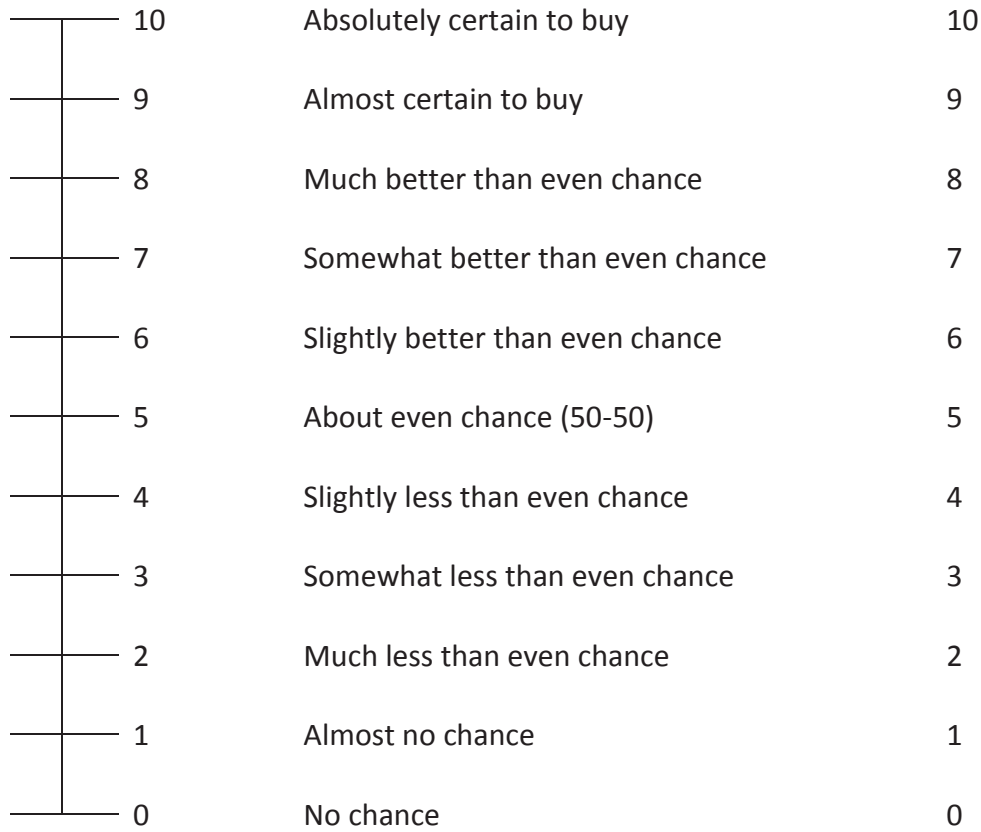 10 Absolutely certain to buy 10
9 Almost certain to buy 9
8 Much better than even chance 8
7 Somewhat better than even chance 7
6 Slightly better than even chance 6
5 About even chance (50-50) 5
4 Slightly less than even chance 4
3 Somewhat less than even chance 3
2 Much less than even chance 2
1 Almost no chance 1
0 No chance 0